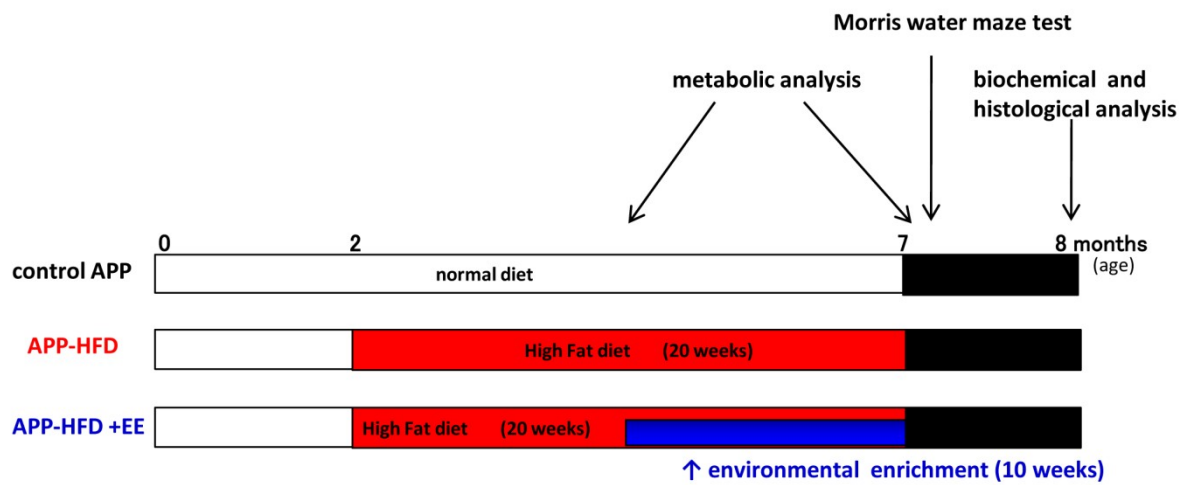 Morris water maze test
metabolic analysis
biochemical and
histological analysis
0 2 7 8 months
(age)
control APP
normal diet
APP-HFD
High Fat diet (20 weeks)
APP-HFD +EE
High Fat diet (20 weeks)
↑ environmental enrichment (10 weeks)